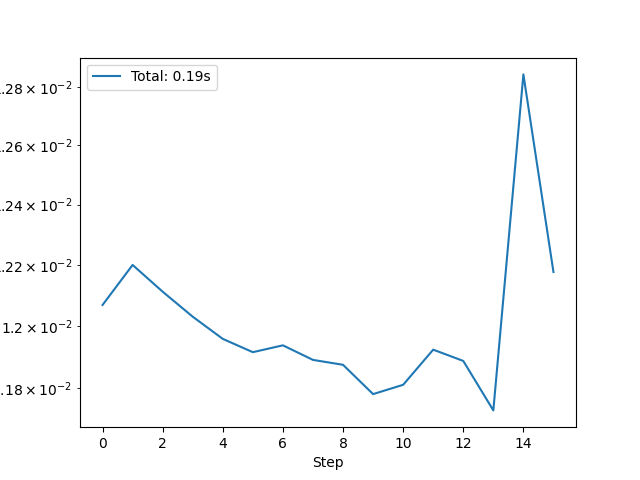 Total: 0.19s
.28 × 10⁻²
.26 × 10⁻²
.24 × 10⁻²
.22 × 10⁻²
1.2 × 10⁻²
.18 × 10⁻²
0 2 4 6 8 10 12 14
Step